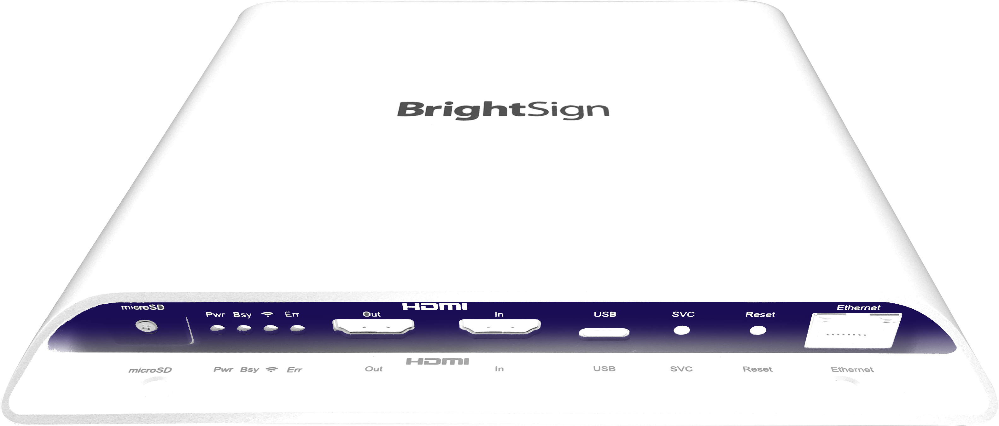 BrightSign
HDMI
microSD Pwr Bsy Err Out In USB SVC Reset Ethernet
HDMI
microSD Pwr Bsy Err Out In USB SVC Reset Ethernet